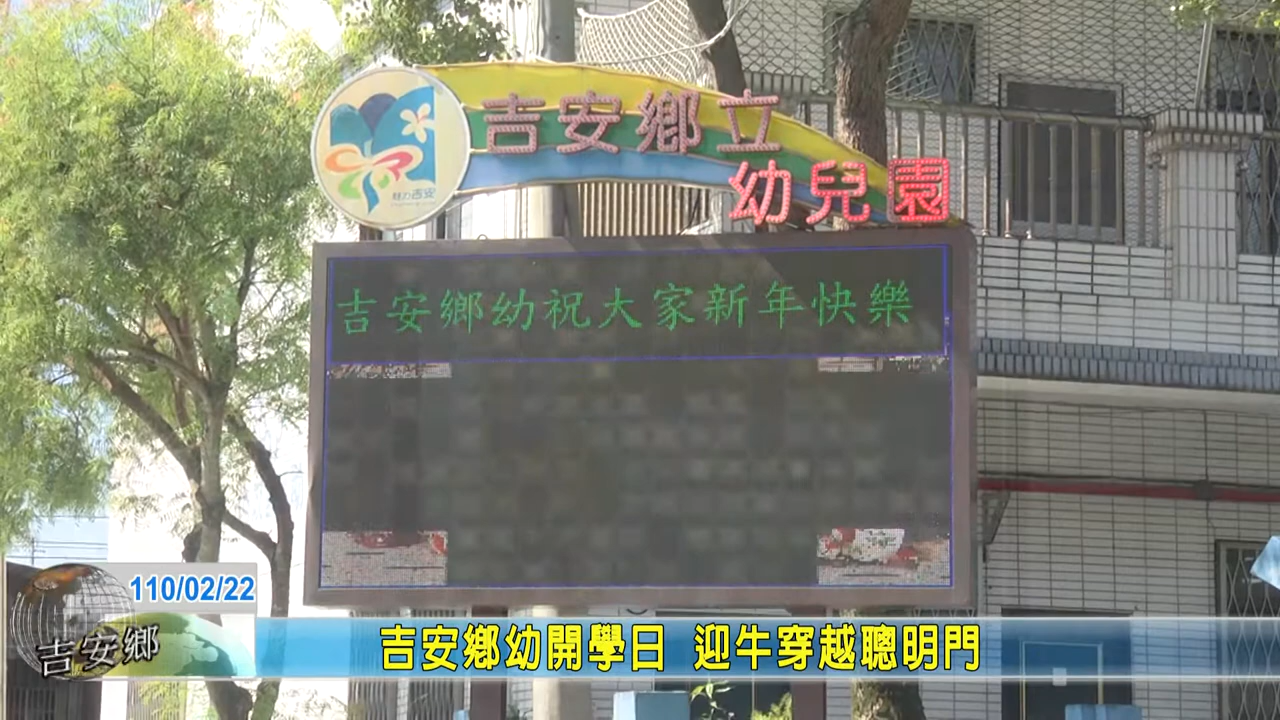 吉安鄉立
幼兒園
魅力吉安
吉安鄉幼祝大家新年快樂
110/02/22
吉安鄉
吉安鄉幼開學日 迎牛穿越聰明門